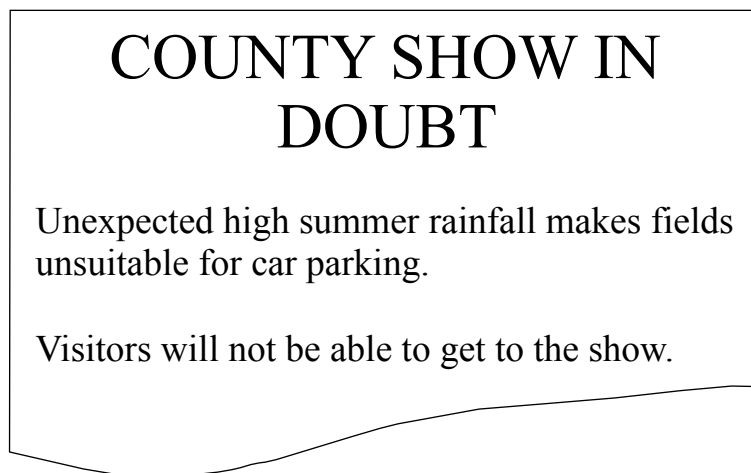 COUNTY SHOW IN
DOUBT
Unexpected high summer rainfall makes fields
unsuitable for car parking.
Visitors will not be able to get to the show.